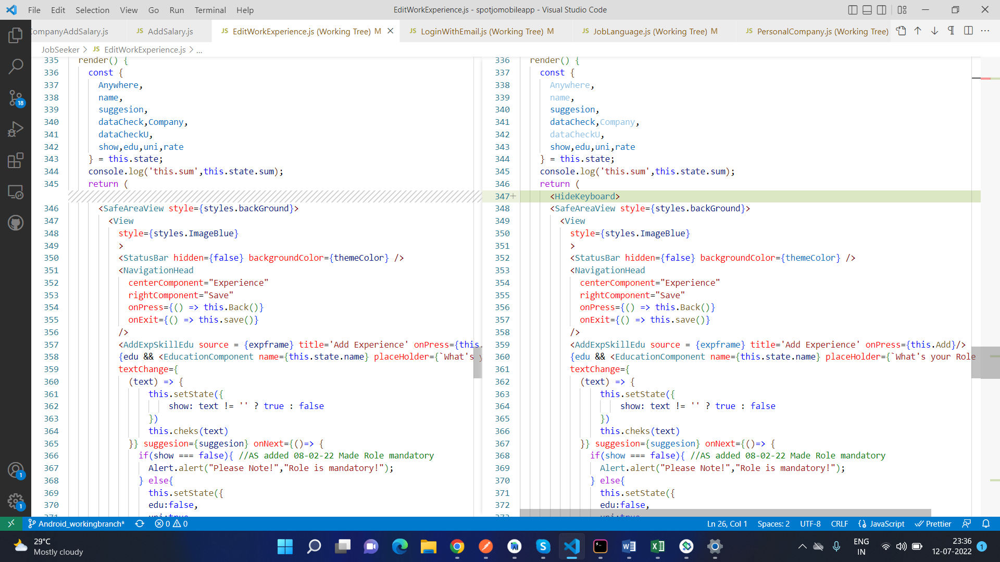 File Edit Selection View Go Run Terminal Help
EditWorkExperience.js - spotjomobileapp - Visual Studio Code
CompanyAddSalary.js
JS AddSalary.js
JS EditWorkExperience.js (Working Tree) M
JS LoginWithEmail.js (Working Tree) M
JS JobLanguage.js (Working Tree) M
JS PersonalCompany.js (Working Tree)
JobSeeker > JS EditWorkExperience.js > ...
335 render() {
336 const {
337 Anywhere,
338 name,
339 suggesion,
340 dataCheck,Company,
341 dataCheckU,
342 show,edu,uni,rate
343 } = this.state;
344 console.log('this.sum',this.state.sum);
345 return (
346 <SafeAreaView style={styles.backGround}>
347 <View
348 style={styles.ImageBlue}
349 >
350 <StatusBar hidden={false} backgroundColor={themeColor} />
351 <NavigationHead
352 centerComponent="Experience"
353 rightComponent="Save"
354 onPress={() => this.Back()}
355 onExit={() => this.save()}
356 />
357 <AddExpSkillEdu source = {expframe} title='Add Experience' onPress={this.
358 {edu && <EducationComponent name={this.state.name} placeHolder={`What's y
359 textChange={
360 (text) => {
361 this.setState({
362 show: text != '' ? true : false
363 })
364 this.cheks(text)
365 }} suggesion={suggesion} onNext={()=> {
366 if(show === false){ //AS added 08-02-22 Made Role mandatory
367 Alert.alert("Please Note!","Role is mandatory!");
368 } else{
369 this.setState({
370 edu:false,
371 uni:true
336 render() {
337 const {
338 Anywhere,
339 name,
340 suggesion,
341 dataCheck,Company,
342 dataCheckU,
343 show,edu,uni,rate
344 } = this.state;
345 console.log('this.sum',this.state.sum);
346 return (
347+ <HideKeyboard>
348 <SafeAreaView style={styles.backGround}>
349 <View
350 style={styles.ImageBlue}
351 >
352 <StatusBar hidden={false} backgroundColor={themeColor} />
353 <NavigationHead
354 centerComponent="Experience"
355 rightComponent="Save"
356 onPress={() => this.Back()}
357 onExit={() => this.save()}
358 />
359 <AddExpSkillEdu source = {expframe} title='Add Experience' onPress={this.Add}/>
360 {edu && <EducationComponent name={this.state.name} placeHolder={`What's your Role
361 textChange={
362 (text) => {
363 this.setState({
364 show: text != '' ? true : false
365 })
366 this.cheks(text)
367 }} suggesion={suggesion} onNext={()=> {
368 if(show === false){ //AS added 08-02-22 Made Role mandatory
369 Alert.alert("Please Note!","Role is mandatory!");
370 } else{
371 this.setState({
372 edu:false,
373 uni:true
18
1
1
Android_workingbranch* 0 0
Ln 26, Col 1 Spaces: 2 UTF-8 CRLF {} JavaScript Prettier
29°C
Mostly cloudy
ENG
IN
23:36
12-07-2022
1